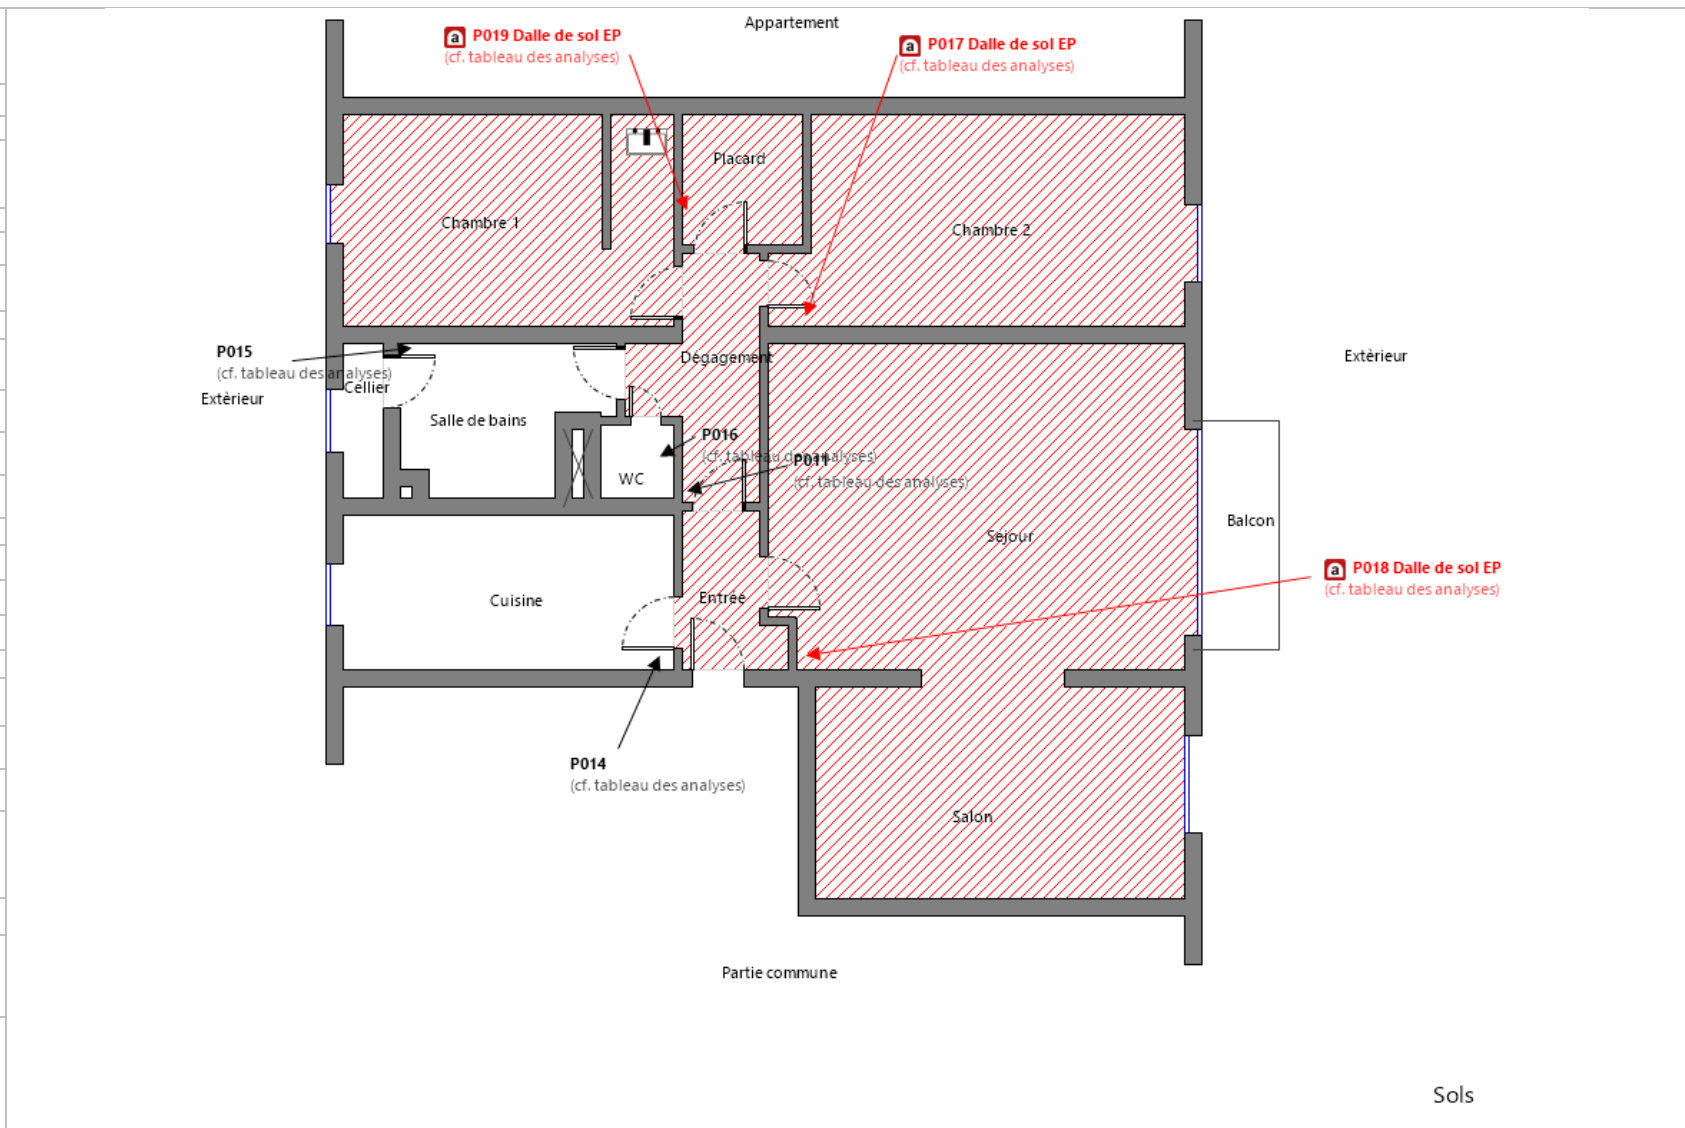 Appartement
a P019 Dalle de sol EP
(cf. tableau des analyses)
a P017 Dalle de sol EP
(cf. tableau des analyses)
Placard
Chambre 1
Chambre 2
P015
(cf. tableau des analyses)
Cellier
Extèrieur
Dégagement
Extèrieur
Salle de bains
P016
(cf. tableau des analyses)
P011
(cf. tableau des analyses)
WC
Balcon
Sejour
a P018 Dalle de sol EP
(cf. tableau des analyses)
Cuisine
Entrée
P014
(cf. tableau des analyses)
Salon
Partie commune
Sols